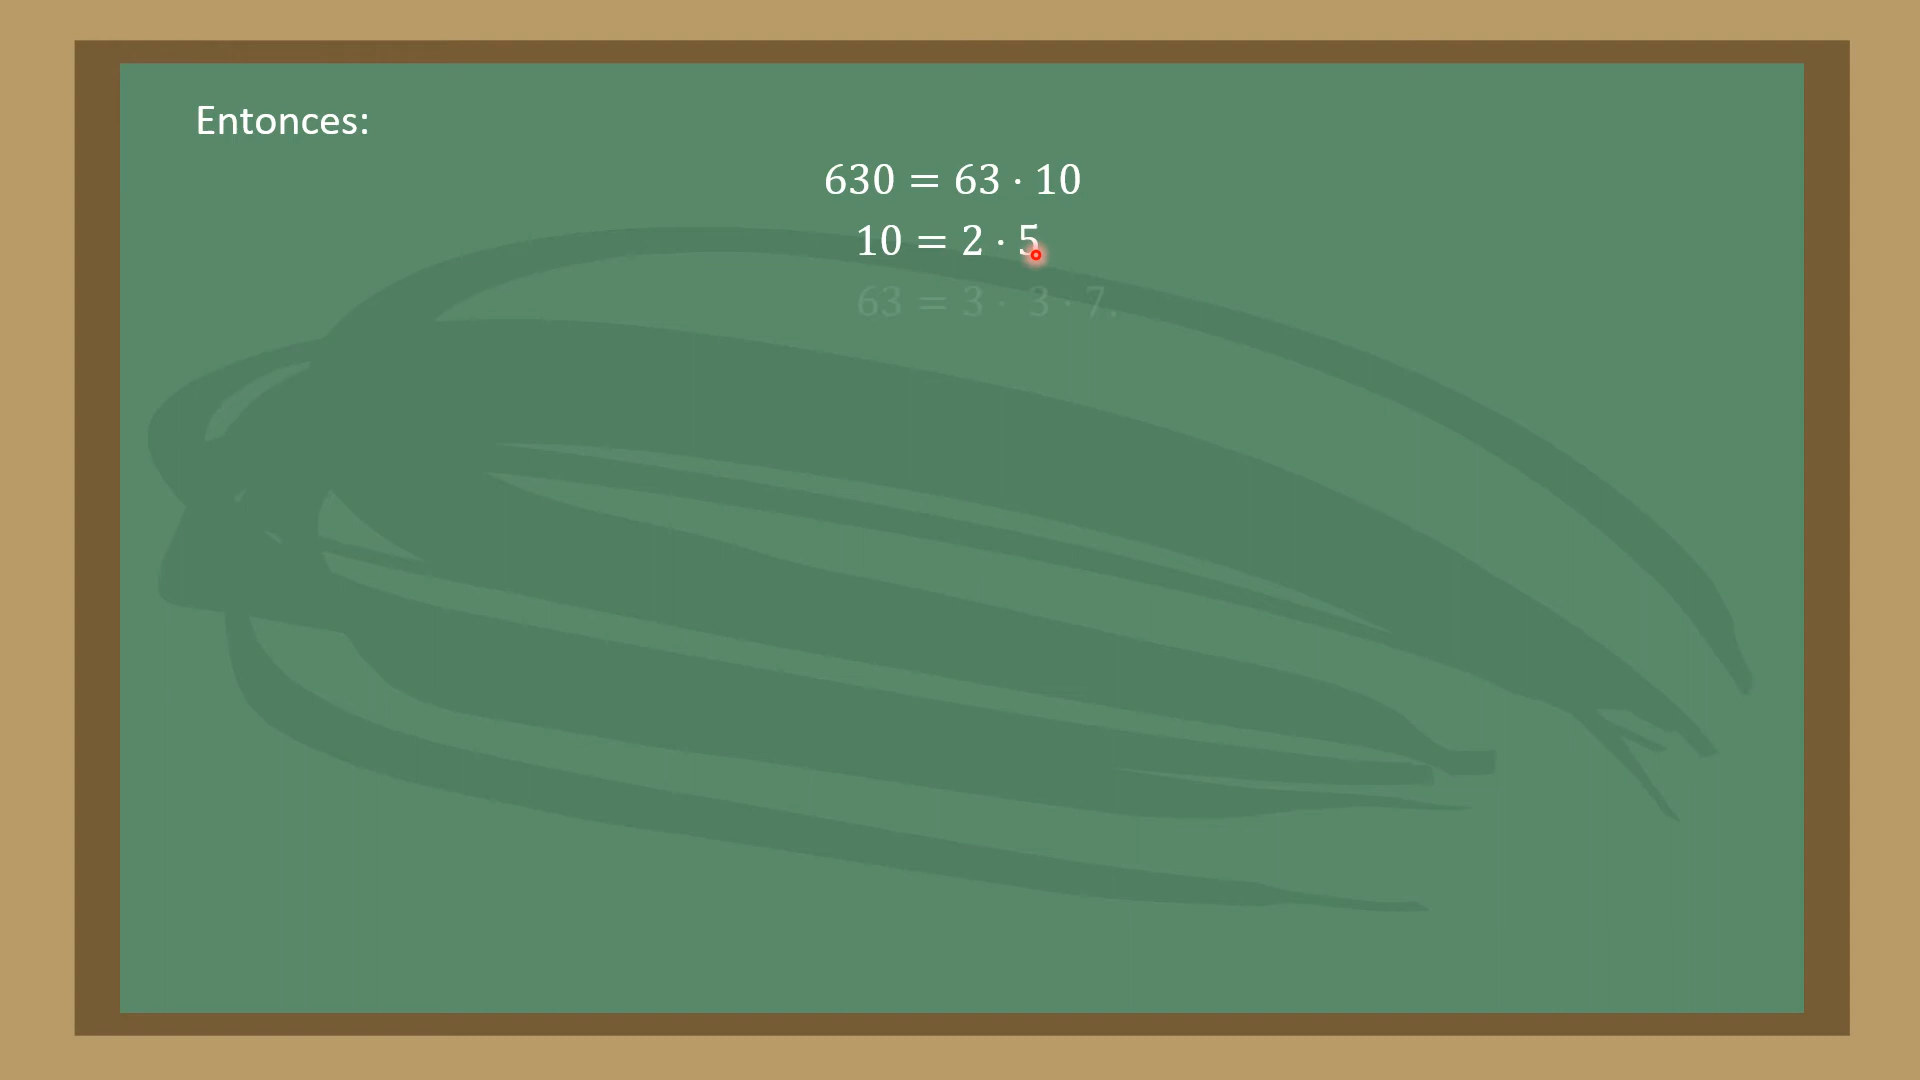 Entonces:
630 = 63 · 10
10 = 2 · 5
63 = 3 · 3 · 7.